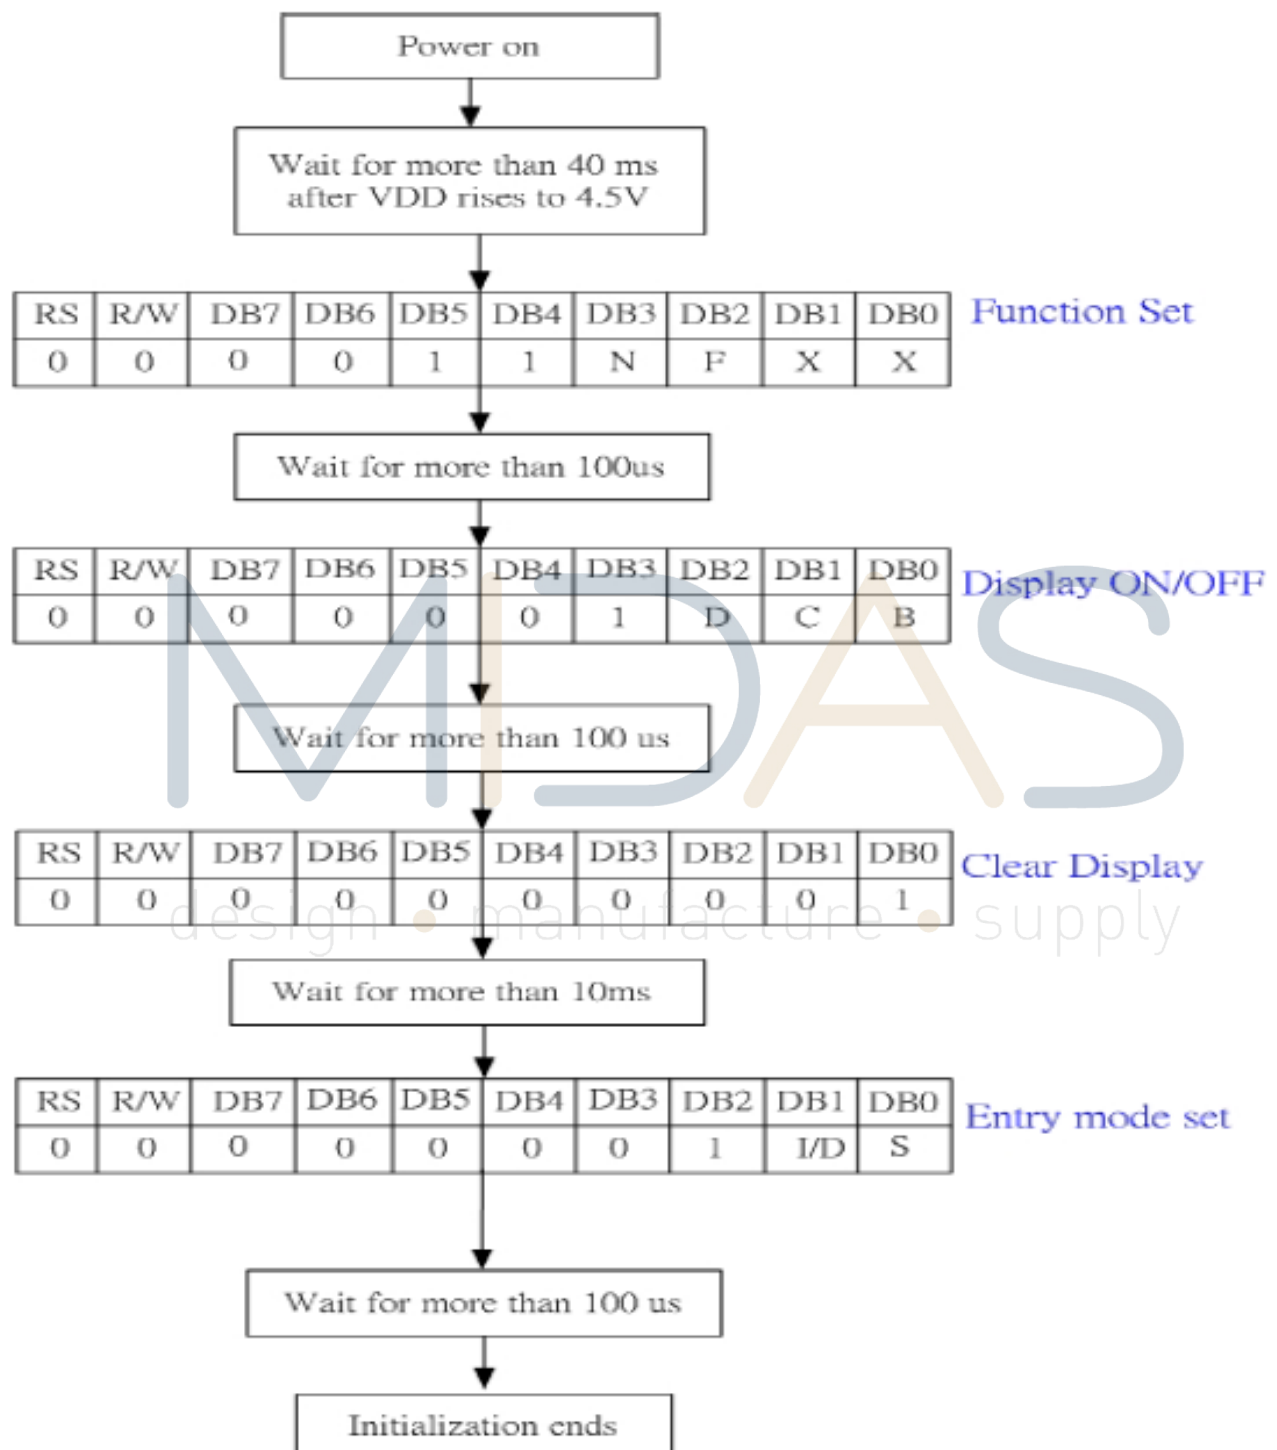 Power on
Wait for more than 40 ms
after VDD rises to 4.5V
RS R/W DB7 DB6 DB5 DB4 DB3 DB2 DB1 DB0 Function Set
0 0 0 0 1 1 N F X X
Wait for more than 100us
RS R/W DB7 DB6 DB5 DB4 DB3 DB2 DB1 DB0 Display ON/OFF
0 0 0 0 0 0 1 D C B
MIDAS
Wait for more than 100 us
RS R/W DB7 DB6 DB5 DB4 DB3 DB2 DB1 DB0 Clear Display
0 0 0 0 0 0 0 0 0 1
design • manufacture • supply
Wait for more than 10ms
RS R/W DB7 DB6 DB5 DB4 DB3 DB2 DB1 DB0 Entry mode set
0 0 0 0 0 0 0 1 I/D S
Wait for more than 100 us
Initialization ends